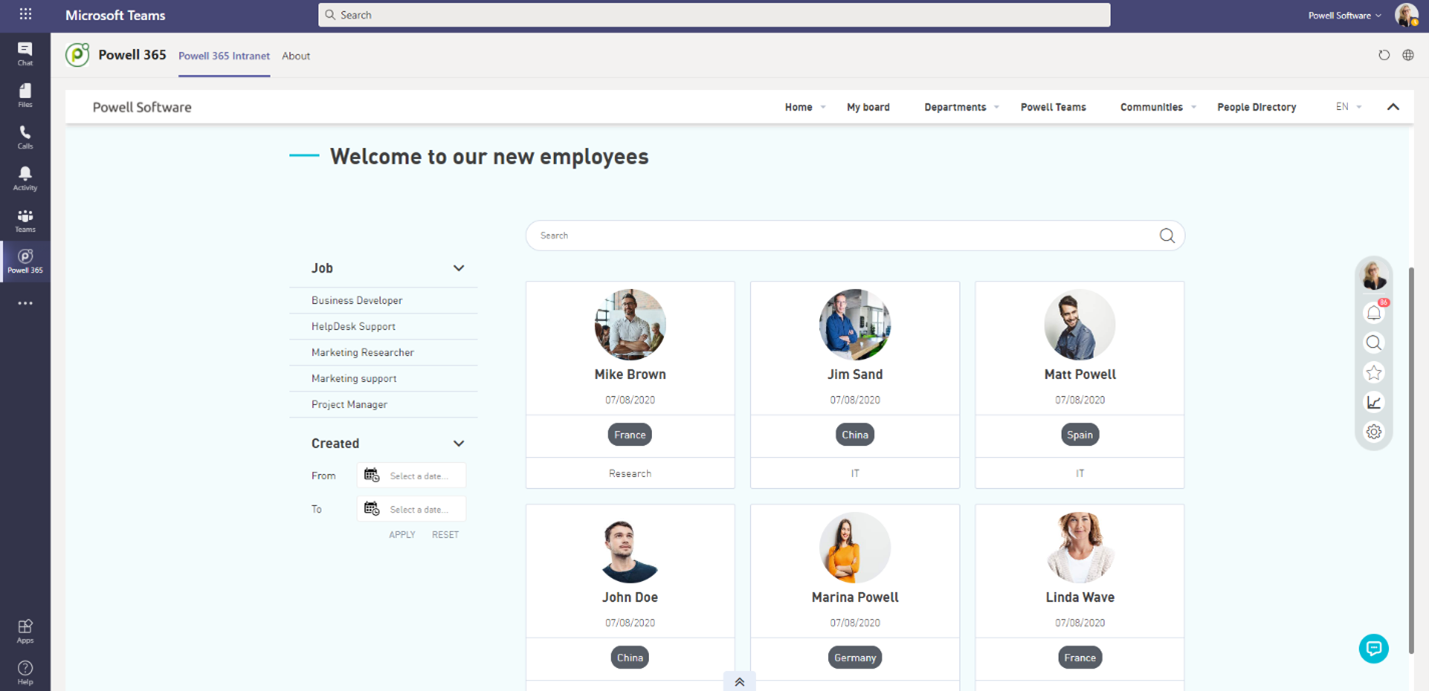 Microsoft Teams
Search
Powell Software
Chat
Files
Calls
Activity
Teams
Powell 365
Apps
Help
Powell 365
Powell 365 Intranet
About
Powell Software
Home
My board
Departments
Powell Teams
Communities
People Directory
EN
Welcome to our new employees
Search
Job
Business Developer
HelpDesk Support
Marketing Researcher
Marketing support
Project Manager
Created
From
Select a date...
To
Select a date...
APPLY
RESET
Mike Brown
07/08/2020
France
Research
Jim Sand
07/08/2020
China
IT
Matt Powell
07/08/2020
Spain
IT
John Doe
07/08/2020
China
Marina Powell
07/08/2020
Germany
Linda Wave
07/08/2020
France